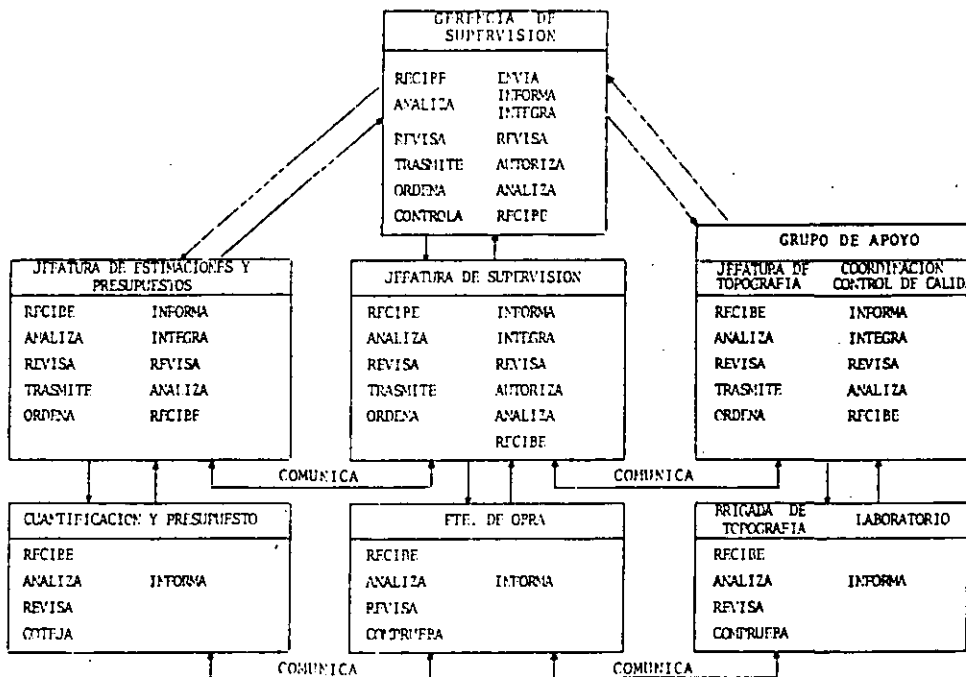 GERENCIA DE
SUPERVISION
RECIBE ENVIA
ANALIZA INFORMA
INTEGRA
REVISA REVISA
TRASMITE AUTORIZA
ORDENA ANALIZA
CONTROLA RECIBE
JEFATURA DE ESTIMACIONES Y
PRESUPUESTOS
RECIBE INFORMA
ANALIZA INTEGRA
REVISA REVISA
TRASMITE ANALIZA
ORDENA RECIBE
JEFATURA DE SUPERVISION
RECIBE INFORMA
ANALIZA INTEGRA
REVISA REVISA
TRASMITE AUTORIZA
ORDENA ANALIZA
RECIBE
GRUPO DE APOYO
JEFATURA DE
TOPOGRAFIA
COORDINACION
CONTROL DE CALID
RECIBE INFORMA
ANALIZA INTEGRA
REVISA REVISA
TRASMITE ANALIZA
ORDENA RECIBE
COMUNICA
COMUNICA
CUANTIFICACION Y PRESUPUESTO
RECIBE
ANALIZA INFORMA
REVISA
COTEJA
FTE. DE OBRA
RECIBE
ANALIZA INFORMA
REVISA
COMPRUEBA
BRIGADA DE
TOPOGRAFIA
LABORATORIO
RECIBE
ANALIZA INFORMA
REVISA
COMPRUEBA
COMUNICA
COMUNICA